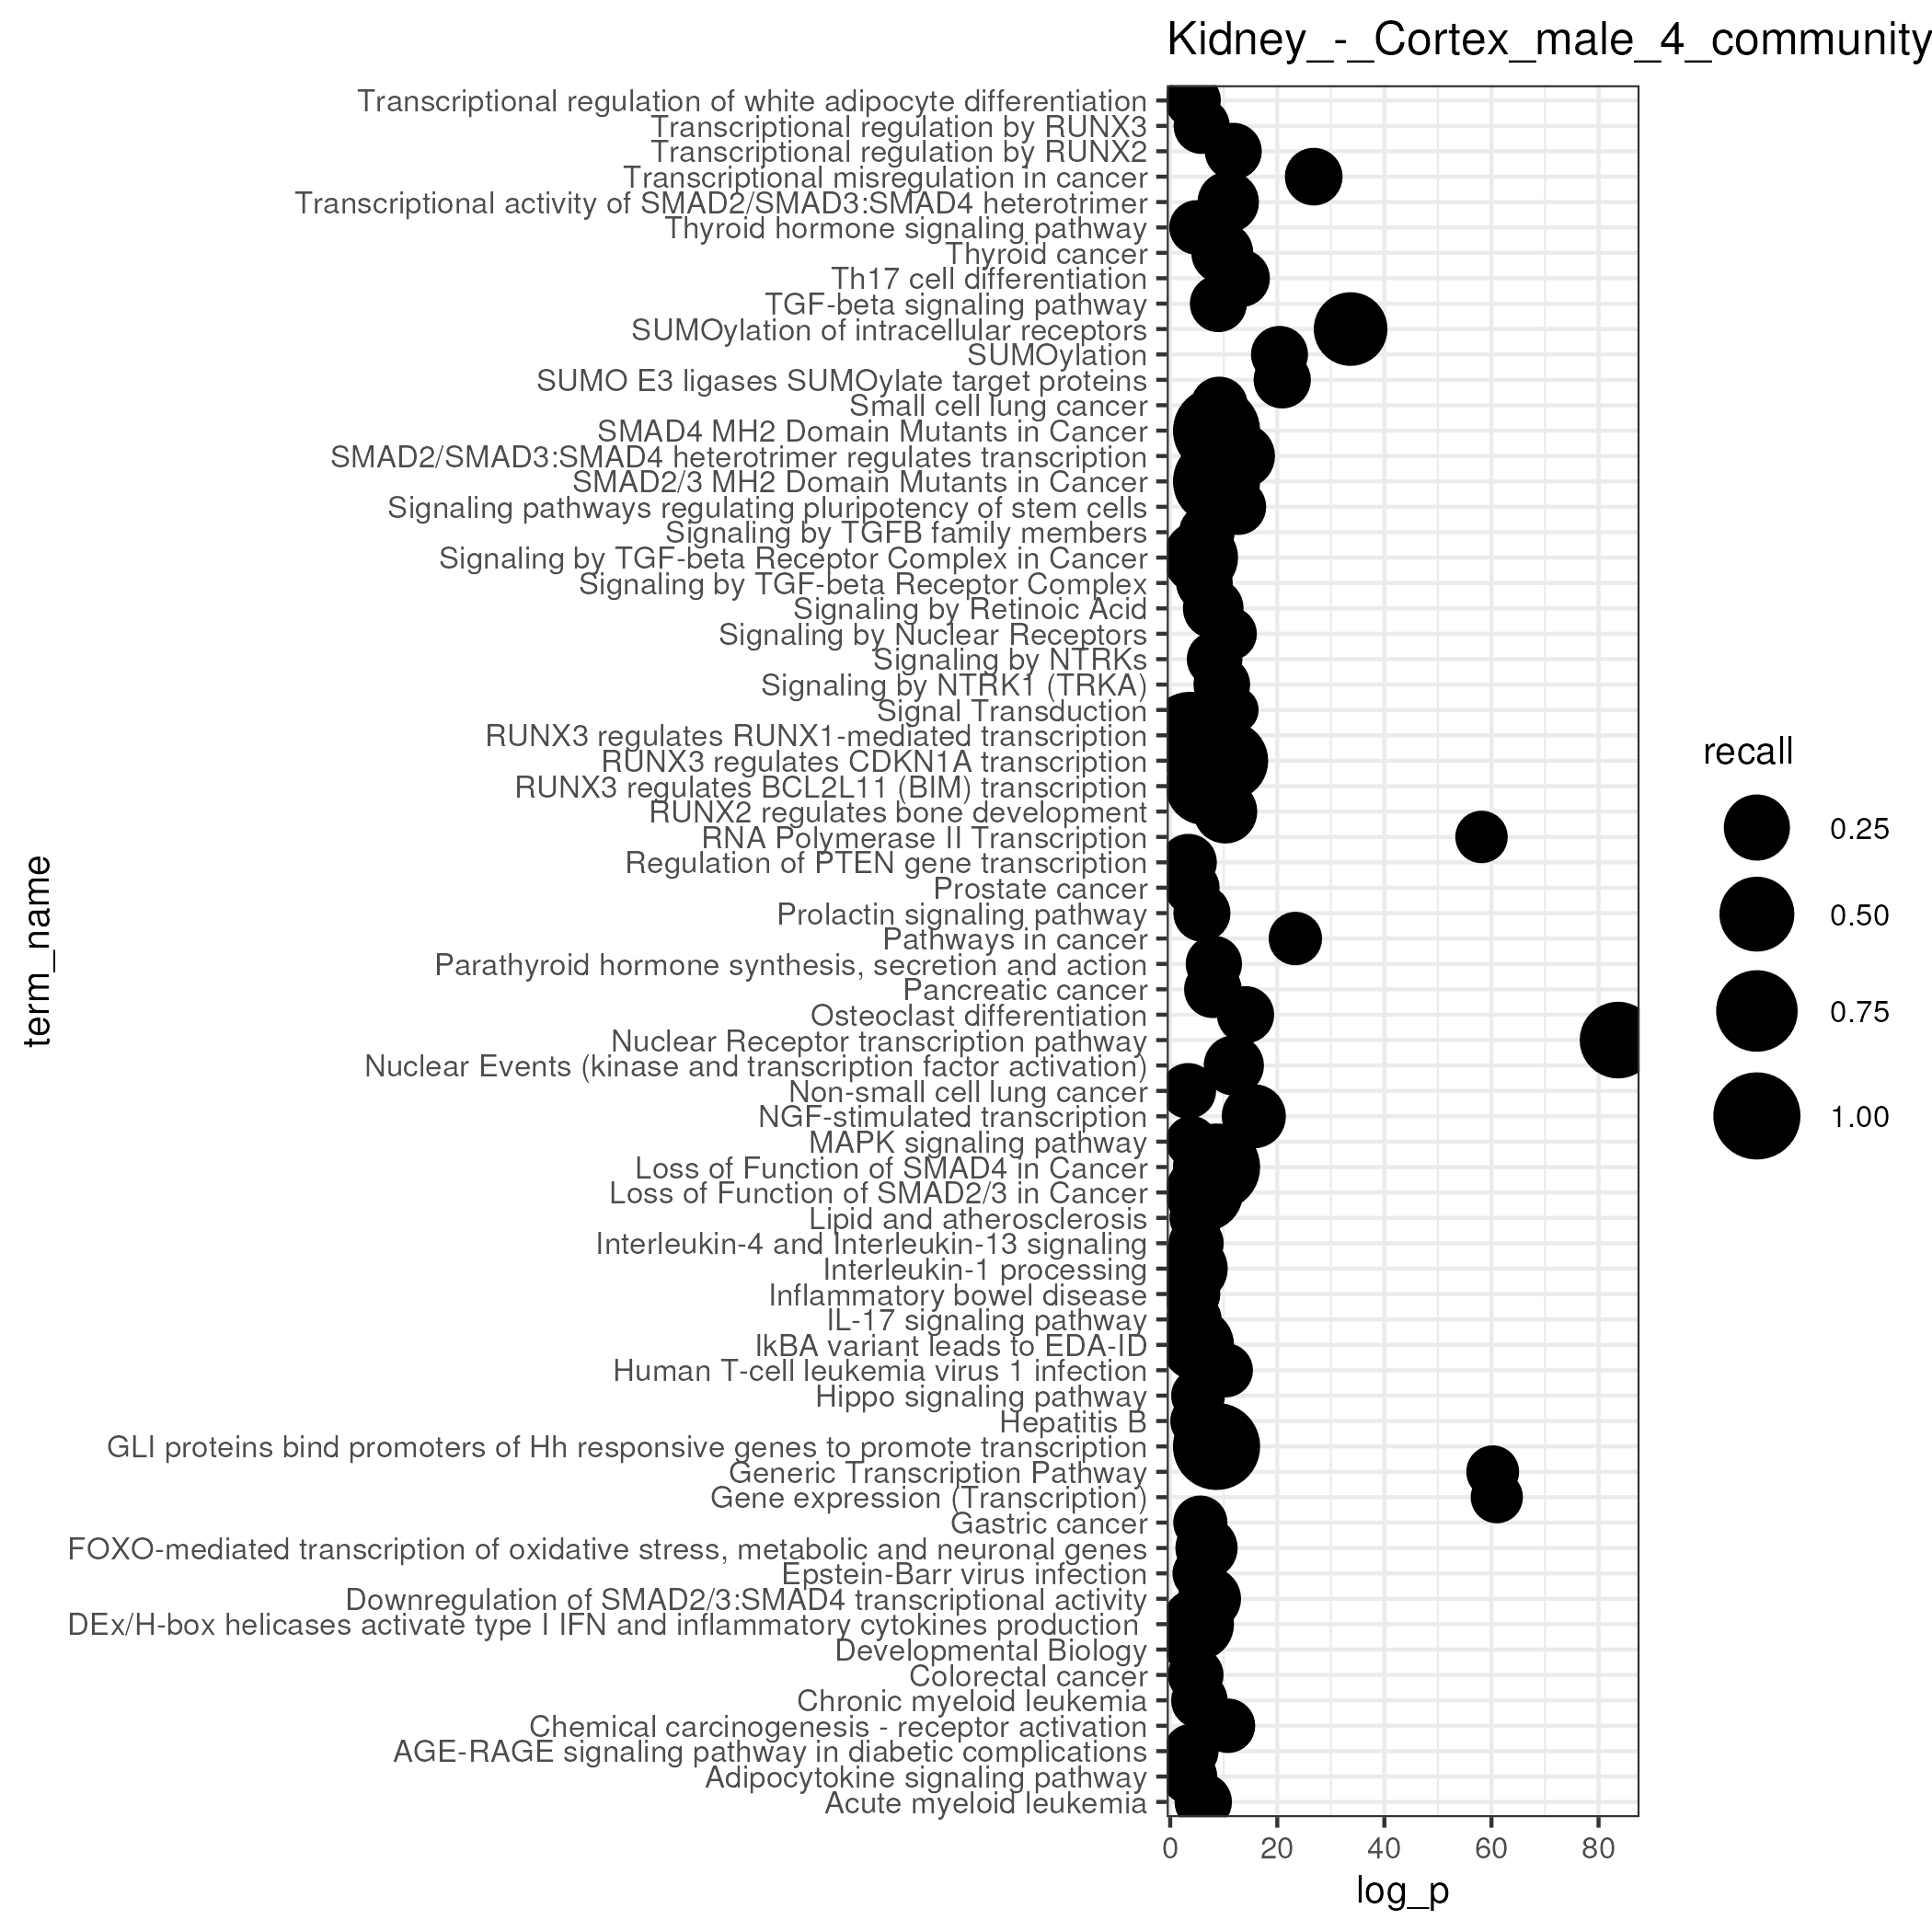 Kidney_-_Cortex_male_4_community
Transcriptional regulation of white adipocyte differentiation
Transcriptional regulation by RUNX3
Transcriptional regulation by RUNX2
Transcriptional misregulation in cancer
Transcriptional activity of SMAD2/SMAD3:SMAD4 heterotrimer
Thyroid hormone signaling pathway
Thyroid cancer
Th17 cell differentiation
TGF-beta signaling pathway
SUMOylation of intracellular receptors
SUMOylation
SUMO E3 ligases SUMOylate target proteins
Small cell lung cancer
SMAD4 MH2 Domain Mutants in Cancer
SMAD2/SMAD3:SMAD4 heterotrimer regulates transcription
SMAD2/3 MH2 Domain Mutants in Cancer
Signaling pathways regulating pluripotency of stem cells
Signaling by TGFB family members
Signaling by TGF-beta Receptor Complex in Cancer
Signaling by TGF-beta Receptor Complex
Signaling by Retinoic Acid
Signaling by Nuclear Receptors
Signaling by NTRKs
Signaling by NTRK1 (TRKA)
Signal Transduction
RUNX3 regulates RUNX1-mediated transcription
RUNX3 regulates CDKN1A transcription
RUNX3 regulates BCL2L11 (BIM) transcription
RUNX2 regulates bone development
RNA Polymerase II Transcription
Regulation of PTEN gene transcription
Prostate cancer
Prolactin signaling pathway
Pathways in cancer
Parathyroid hormone synthesis, secretion and action
Pancreatic cancer
Osteoclast differentiation
Nuclear Receptor transcription pathway
Nuclear Events (kinase and transcription factor activation)
Non-small cell lung cancer
NGF-stimulated transcription
MAPK signaling pathway
Loss of Function of SMAD4 in Cancer
Loss of Function of SMAD2/3 in Cancer
Lipid and atherosclerosis
Interleukin-4 and Interleukin-13 signaling
Interleukin-1 processing
Inflammatory bowel disease
IL-17 signaling pathway
IkBA variant leads to EDA-ID
Human T-cell leukemia virus 1 infection
Hippo signaling pathway
Hepatitis B
GLI proteins bind promoters of Hh responsive genes to promote transcription
Generic Transcription Pathway
Gene expression (Transcription)
Gastric cancer
FOXO-mediated transcription of oxidative stress, metabolic and neuronal genes
Epstein-Barr virus infection
Downregulation of SMAD2/3:SMAD4 transcriptional activity
DEx/H-box helicases activate type I IFN and inflammatory cytokines production
Developmental Biology
Colorectal cancer
Chronic myeloid leukemia
Chemical carcinogenesis - receptor activation
AGE-RAGE signaling pathway in diabetic complications
Adipocytokine signaling pathway
Acute myeloid leukemia
term_name
0 20 40 60 80
log_p
recall
0.25
0.50
0.75
1.00